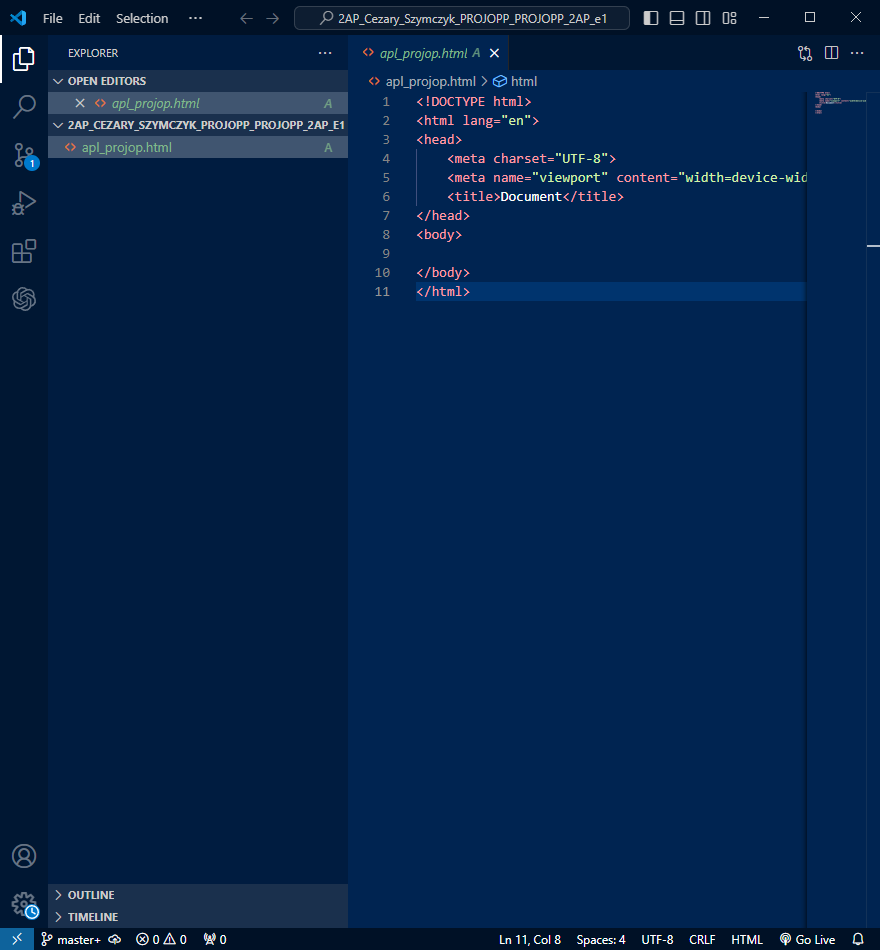 File Edit Selection ··· 2AP_Cezary_Szymczyk_PROJOPP_PROJOPP_2AP_e1
EXPLORER ···
OPEN EDITORS
apl_projop.html A
2AP_CEZARY_SZYMCZYK_PROJOPP_PROJOPP_2AP_E1
apl_projop.html A
1
OUTLINE
TIMELINE
apl_projop.html A
apl_projop.html > html
1 <!DOCTYPE html>
2 <html lang="en">
3 <head>
4 <meta charset="UTF-8">
5 <meta name="viewport" content="width=device-wid
6 <title>Document</title>
7 </head>
8 <body>
9
10 </body>
11 </html>
master+ 0 0 0 Ln 11, Col 8 Spaces: 4 UTF-8 CRLF HTML Go Live